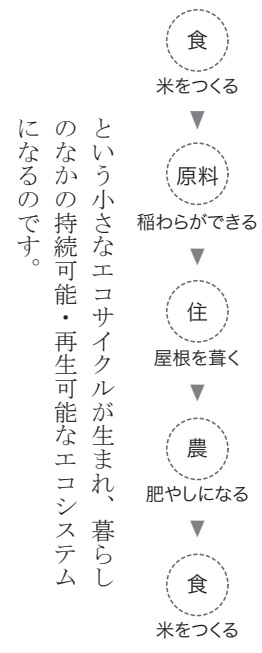 食
米をつくる
▼
原料
稲わらができる
▼
住
屋根を葺く
▼
農
肥やしになる
▼
食
米をつくる
という小さなエコサイクルが生まれ、暮らし
のなかの持続可能・再生可能なエコシステム
になるのです。